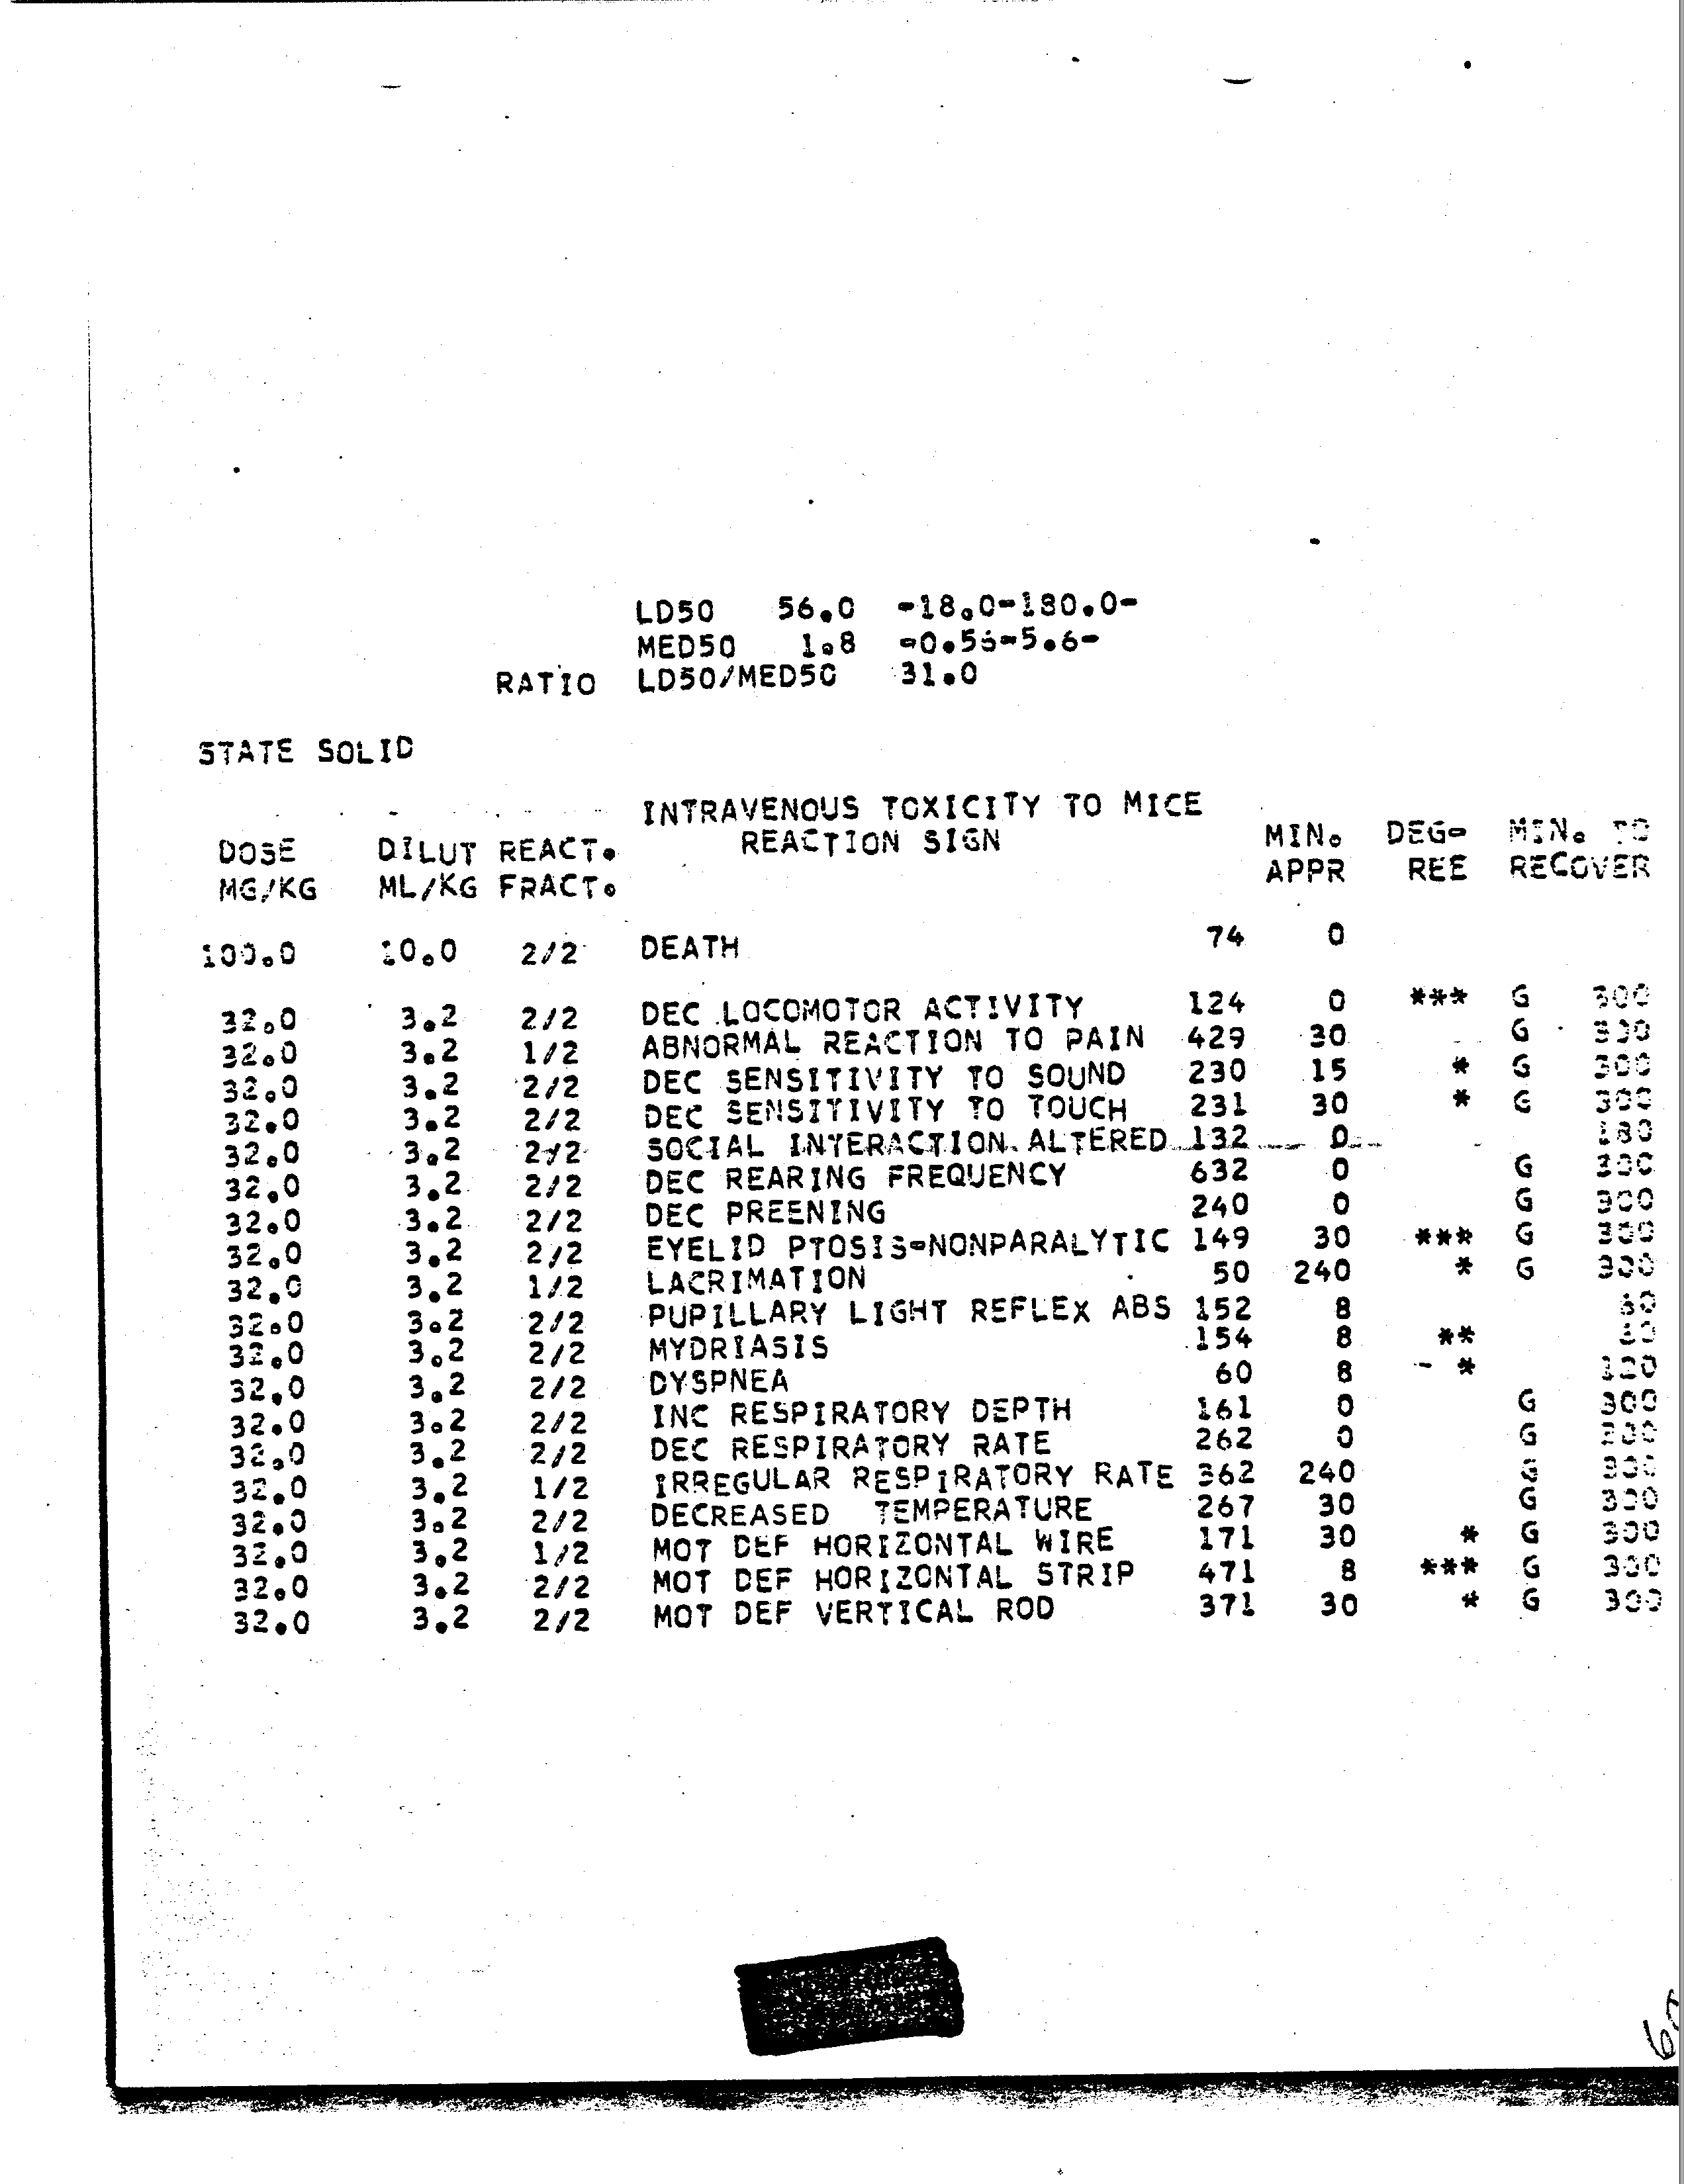 LD50 56.0 -18.0-180.0-
MED50 1.8 -0.56-5.6-
RATIO LD50/MED50 31.0
STATE SOLID
INTRAVENOUS TOXICITY TO MICE
DOSE DILUT REACT. REACTION SIGN MIN. DEG- MIN. TO
MG/KG ML/KG FRACT. APPR REE RECOVER
100.0 10.0 2/2 DEATH 74 0
32.0 3.2 2/2 DEC LOCOMOTOR ACTIVITY 124 0 *** G 300
32.0 3.2 1/2 ABNORMAL REACTION TO PAIN 429 30 G 300
32.0 3.2 2/2 DEC SENSITIVITY TO SOUND 230 15 * G 300
32.0 3.2 2/2 DEC SENSITIVITY TO TOUCH 231 30 * G 300
32.0 3.2 2/2 SOCIAL INTERACTION ALTERED 132 0 180
32.0 3.2 2/2 DEC REARING FREQUENCY 632 0 G 300
32.0 3.2 2/2 DEC PREENING 240 0 G 300
32.0 3.2 2/2 EYELID PTOSIS-NONPARALYTIC 149 30 *** G 300
32.0 3.2 1/2 LACRIMATION 50 240 * G 300
32.0 3.2 2/2 PUPILLARY LIGHT REFLEX ABS 152 8
32.0 3.2 2/2 MYDRIASIS 154 8 **
32.0 3.2 2/2 DYSPNEA 60 8 - * 120
32.0 3.2 2/2 INC RESPIRATORY DEPTH 161 0 G 300
32.0 3.2 2/2 DEC RESPIRATORY RATE 262 0 G 300
32.0 3.2 1/2 IRREGULAR RESPIRATORY RATE 362 240 G 300
32.0 3.2 2/2 DECREASED TEMPERATURE 267 30 G 300
32.0 3.2 1/2 MOT DEF HORIZONTAL WIRE 171 30 * G 300
32.0 3.2 2/2 MOT DEF HORIZONTAL STRIP 471 8 *** G 300
32.0 3.2 2/2 MOT DEF VERTICAL ROD 371 30 * G 300